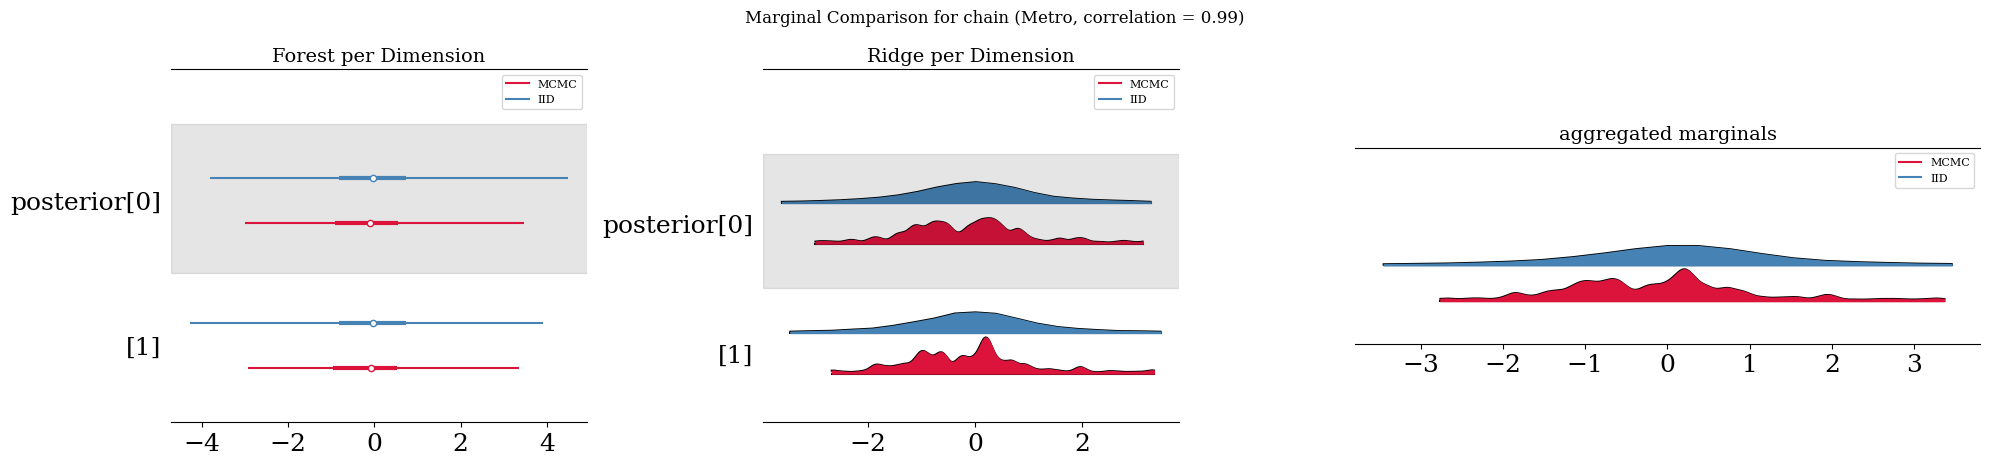 Marginal Comparison for chain (Metro, correlation = 0.99)
Forest per Dimension
MCMC
IID
posterior[0]
[1]
−4 −2 0 2 4
Ridge per Dimension
MCMC
IID
posterior[0]
[1]
−2 0 2
aggregated marginals
MCMC
IID
−3 −2 −1 0 1 2 3